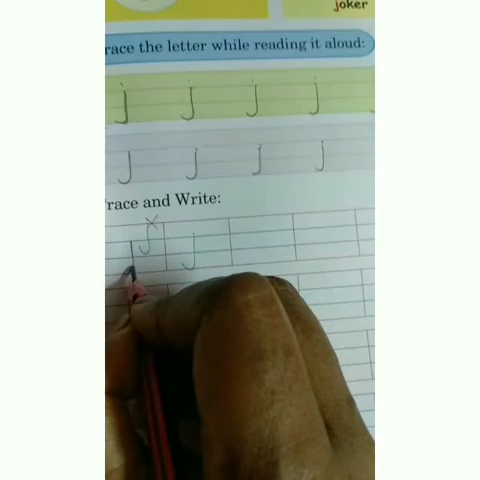 joker
race the letter while reading it aloud:
j j j j
j j j j
race and Write:
j